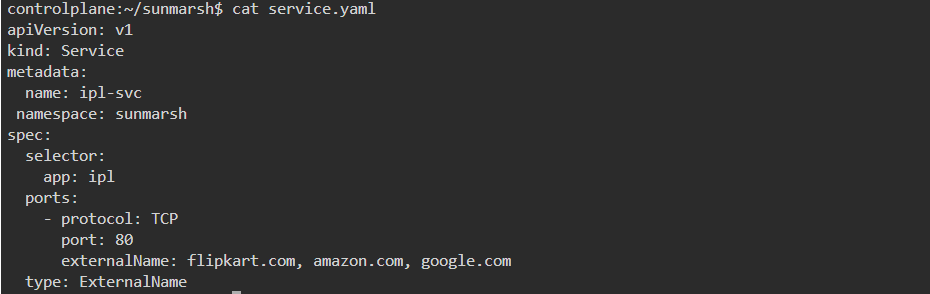 controlplane:~/sunmarsh$ cat service.yaml
apiVersion: v1
kind: Service
metadata:
  name: ipl-svc
 namespace: sunmarsh
spec:
  selector:
    app: ipl
  ports:
    - protocol: TCP
      port: 80
      externalName: flipkart.com, amazon.com, google.com
  type: ExternalName